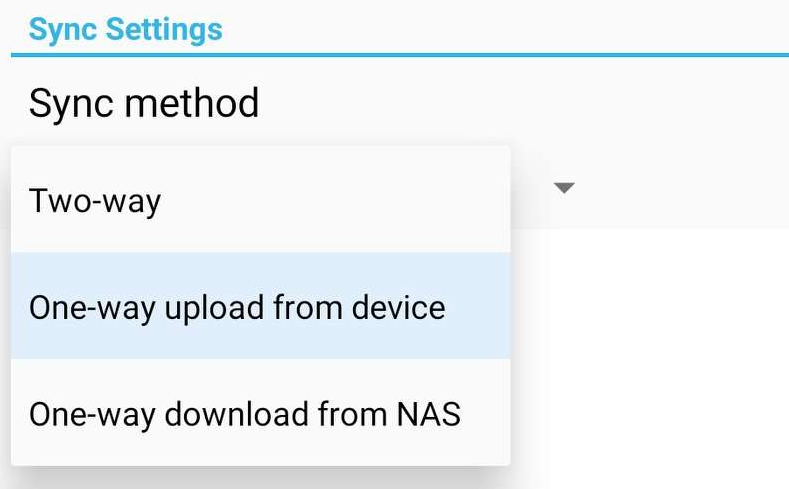 Sync Settings
Sync method
Two-way
One-way upload from device
One-way download from NAS